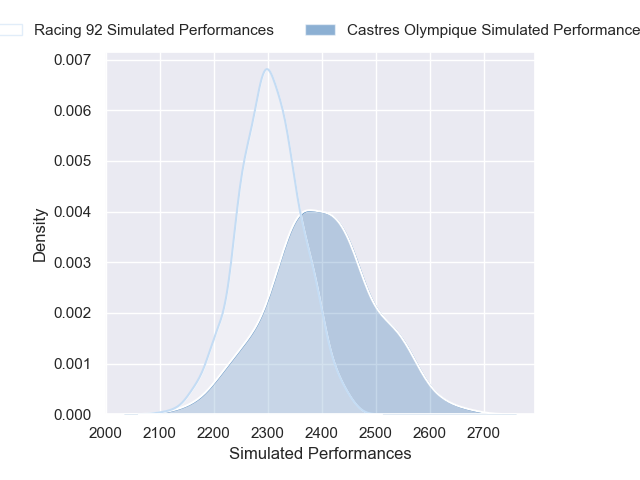 Racing 92 Simulated Performances
Castres Olympique Simulated Performance
0.007
0.006
0.005
0.004
0.003
0.002
0.001
0.000
Density
2000 2100 2200 2300 2400 2500 2600 2700
Simulated Performances